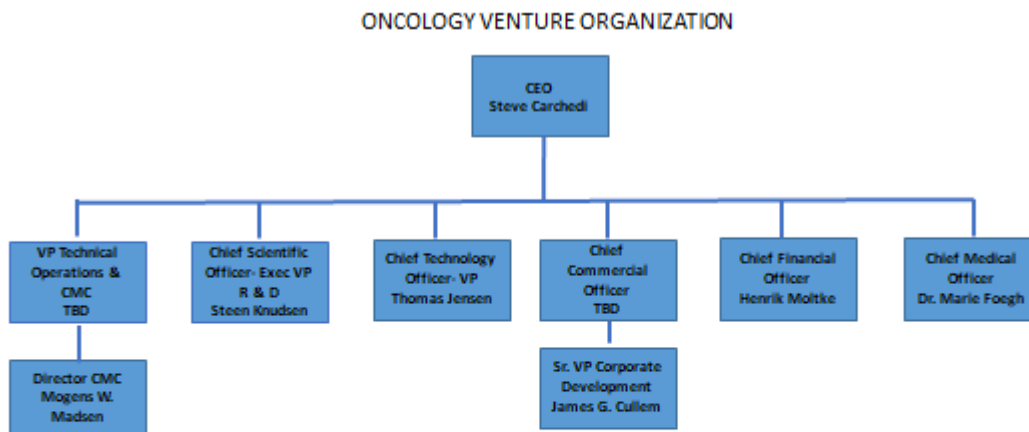 ONCOLOGY VENTURE ORGANIZATION
CEO
Steve Carchedi
VP Technical
Operations &
CMC
TBD
Chief Scientific
Officer- Exec VP
R & D
Steen Knudsen
Chief Technology
Officer- VP
Thomas Jensen
Chief
Commercial
Officer
TBD
Chief Financial
Officer
Henrik Moltke
Chief Medical
Officer
Dr. Marie Foegh
Director CMC
Mogens W.
Madsen
Sr. VP Corporate
Development
James G. Cullem